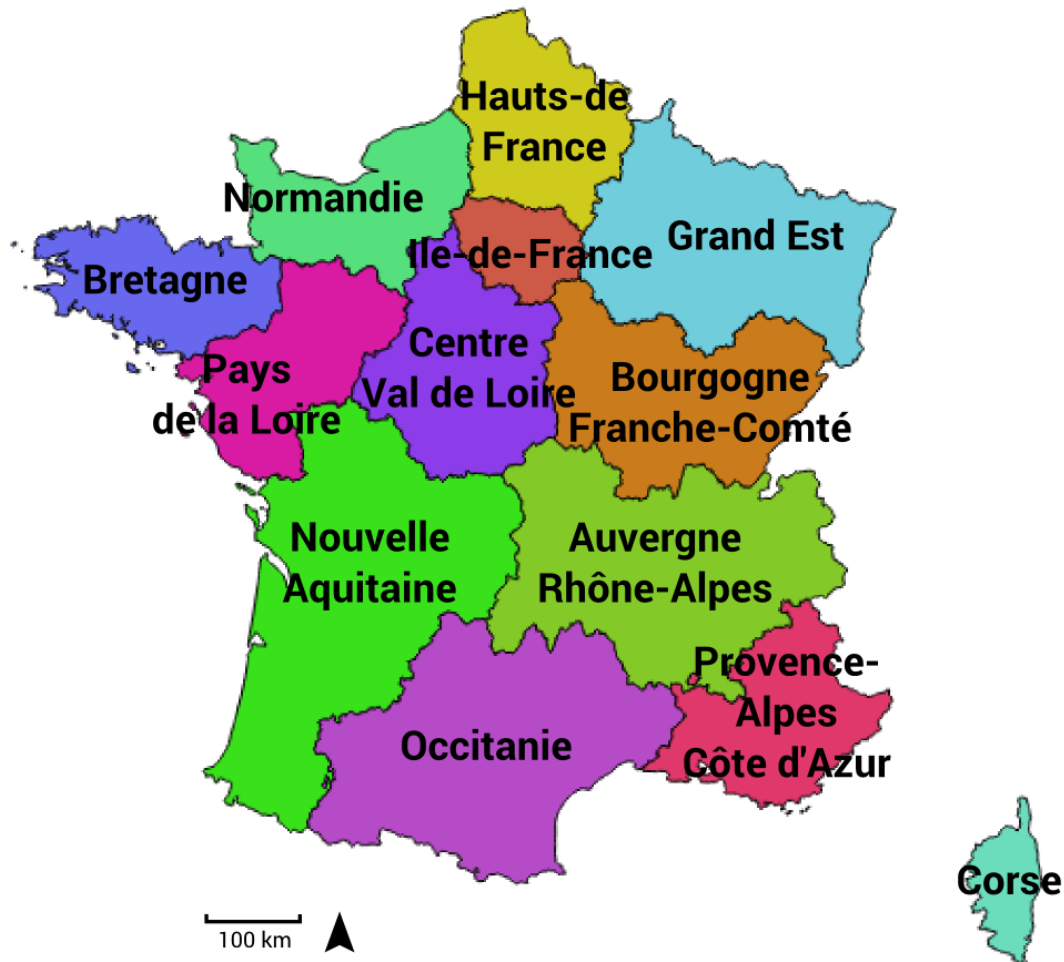 Hauts-de
France
Normandie
Grand Est
Ile-de-France
Bretagne
Centre
Val de Loire
Pays
de la Loire
Bourgogne
Franche-Comté
Nouvelle
Aquitaine
Auvergne
Rhône-Alpes
Provence-
Alpes
Côte d'Azur
Occitanie
Corse
100 km